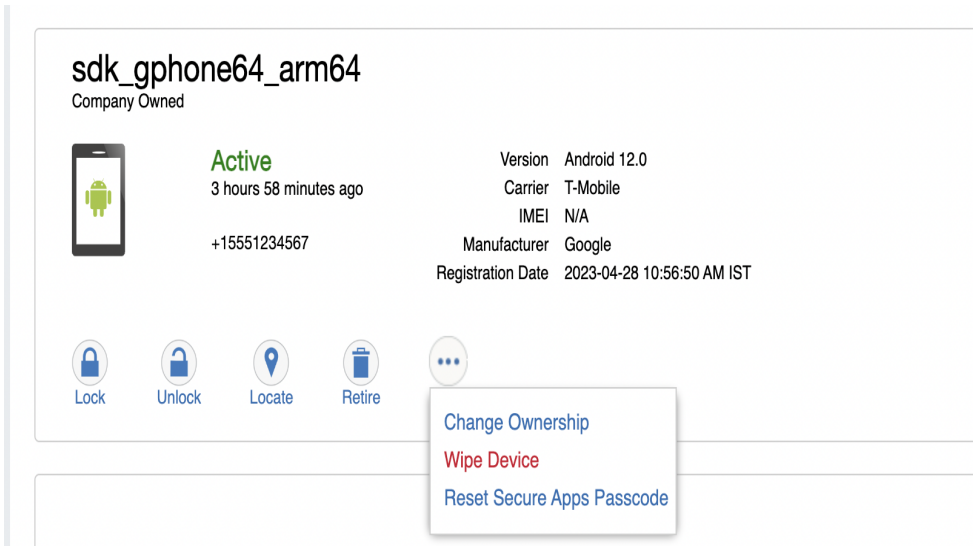 sdk_gphone64_arm64
Company Owned
Active
3 hours 58 minutes ago
+15551234567
Version Android 12.0
Carrier T-Mobile
IMEI N/A
Manufacturer Google
Registration Date 2023-04-28 10:56:50 AM IST
Lock Unlock Locate Retire
Change Ownership
Wipe Device
Reset Secure Apps Passcode